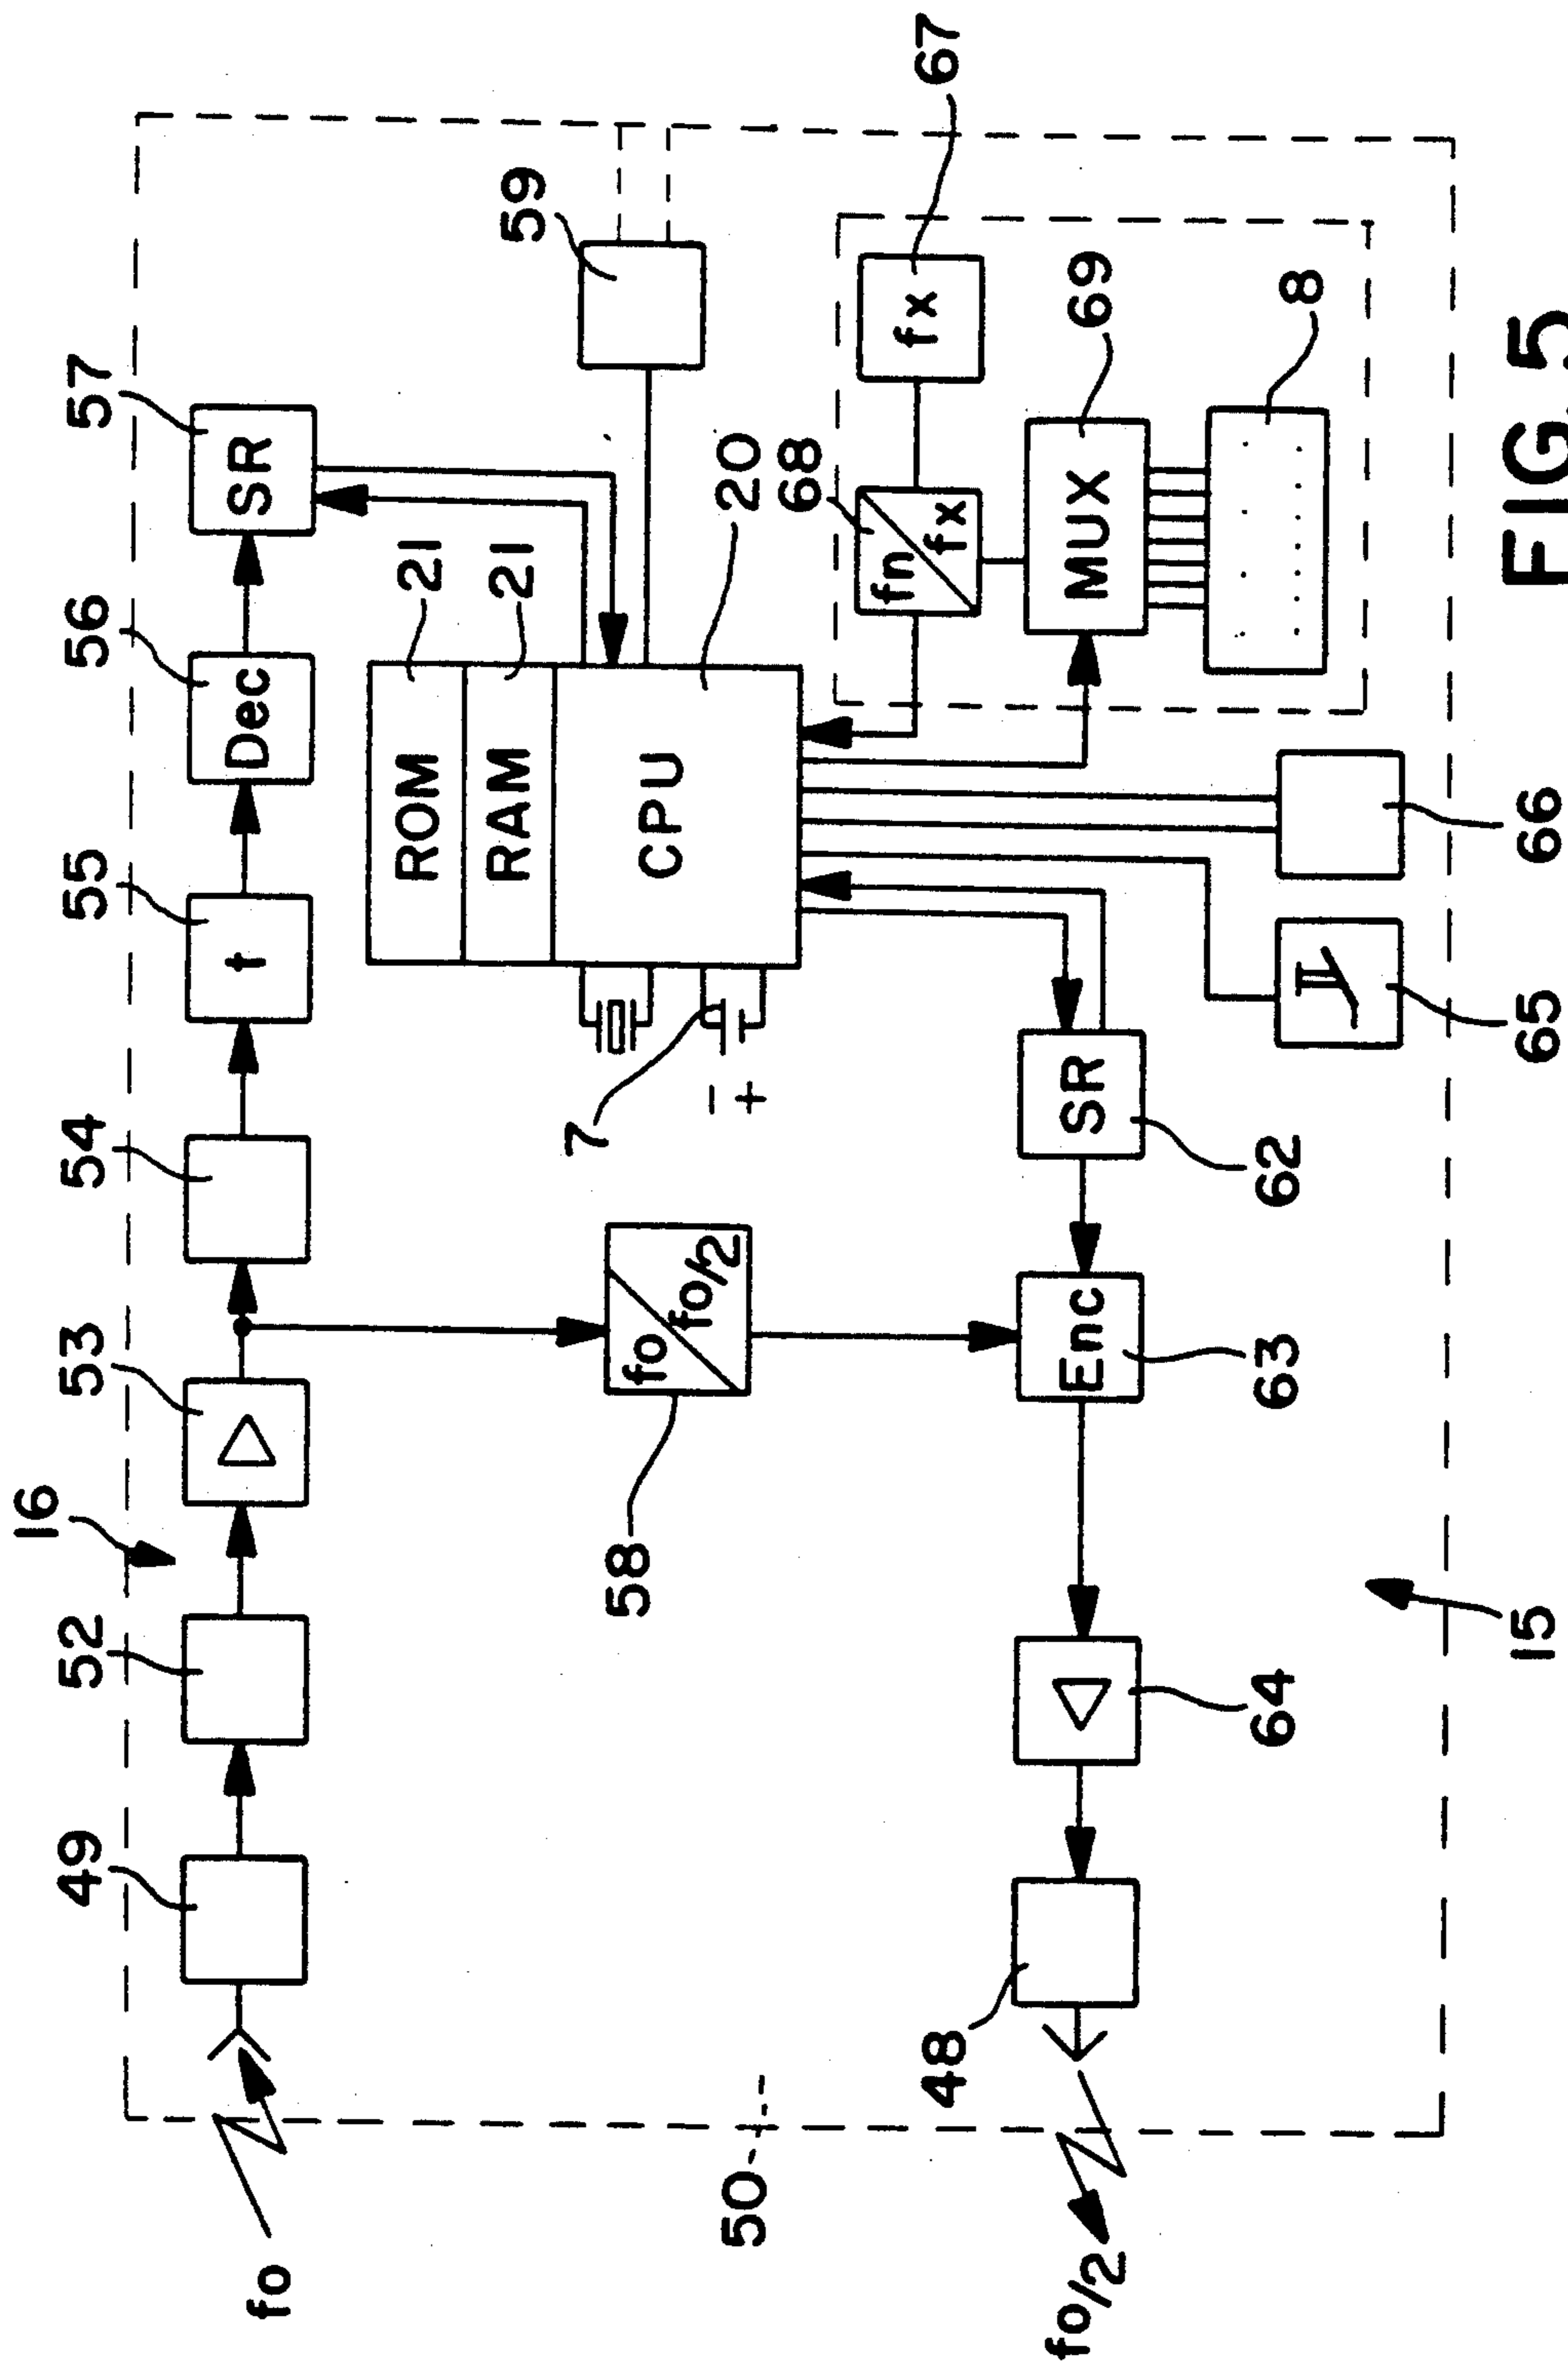 16
49
52
53
54
55
56
57
t
Dec
SR
fo
ROM
21
RAM
21
CPU
20
59
7
− +
58
fo
fo/2
50
68
fn
fx
fx
67
MUX
69
8
SR
62
Enc
63
64
48
fo/2
65
66
15
FIG. 5